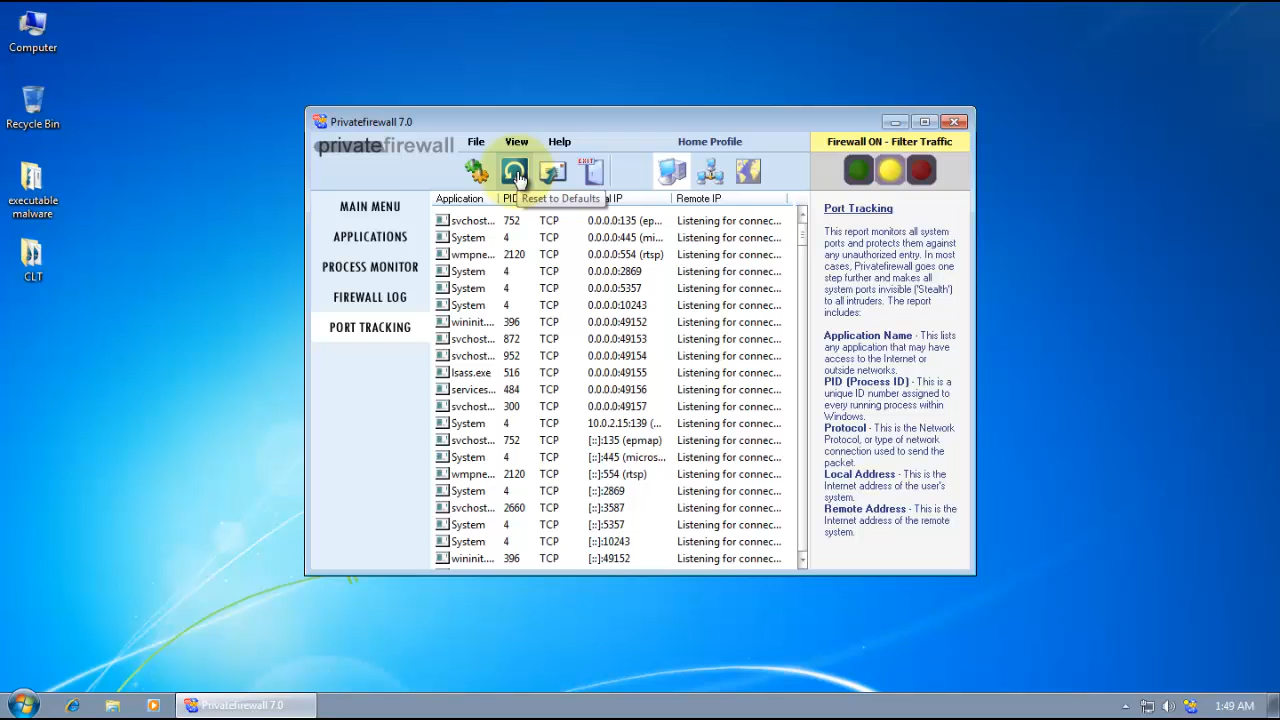 Computer
Recycle Bin
executable
malware
CLT
Privatefirewall 7.0
privatefirewall
File View Help
Home Profile
Firewall ON - Filter Traffic
EXIT
Reset to Defaults
MAIN MENU
APPLICATIONS
PROCESS MONITOR
FIREWALL LOG
PORT TRACKING
Application PID IP Remote IP
svchost... 752 TCP 0.0.0.0:135 (ep... Listening for connec...
System 4 TCP 0.0.0.0:445 (mi... Listening for connec...
wmpne... 2120 TCP 0.0.0.0:554 (rtsp) Listening for connec...
System 4 TCP 0.0.0.0:2869 Listening for connec...
System 4 TCP 0.0.0.0:5357 Listening for connec...
System 4 TCP 0.0.0.0:10243 Listening for connec...
wininit.... 396 TCP 0.0.0.0:49152 Listening for connec...
svchost... 872 TCP 0.0.0.0:49153 Listening for connec...
svchost... 952 TCP 0.0.0.0:49154 Listening for connec...
lsass.exe 516 TCP 0.0.0.0:49155 Listening for connec...
services... 484 TCP 0.0.0.0:49156 Listening for connec...
svchost... 300 TCP 0.0.0.0:49157 Listening for connec...
System 4 TCP 10.0.2.15:139 (... Listening for connec...
svchost... 752 TCP [::]:135 (epmap) Listening for connec...
System 4 TCP [::]:445 (micros... Listening for connec...
wmpne... 2120 TCP [::]:554 (rtsp) Listening for connec...
System 4 TCP [::]:2869 Listening for connec...
svchost... 2660 TCP [::]:3587 Listening for connec...
System 4 TCP [::]:5357 Listening for connec...
System 4 TCP [::]:10243 Listening for connec...
wininit.... 396 TCP [::]:49152 Listening for connec...
Port Tracking
This report monitors all system
ports and protects them against
any unauthorized entry. In most
cases, Privatefirewall goes one
step further and makes all
system ports invisible ('Stealth')
to all intruders. The report
includes:
Application Name - This lists
any application that may have
access to the Internet or
outside networks.
PID (Process ID) - This is a
unique ID number assigned to
every running process within
Windows.
Protocol - This is the Network
Protocol, or type of network
connection used to send the
packet.
Local Address - This is the
Internet address of the user's
system.
Remote Address - This is the
Internet address of the remote
system.
Privatefirewall 7.0
1:49 AM